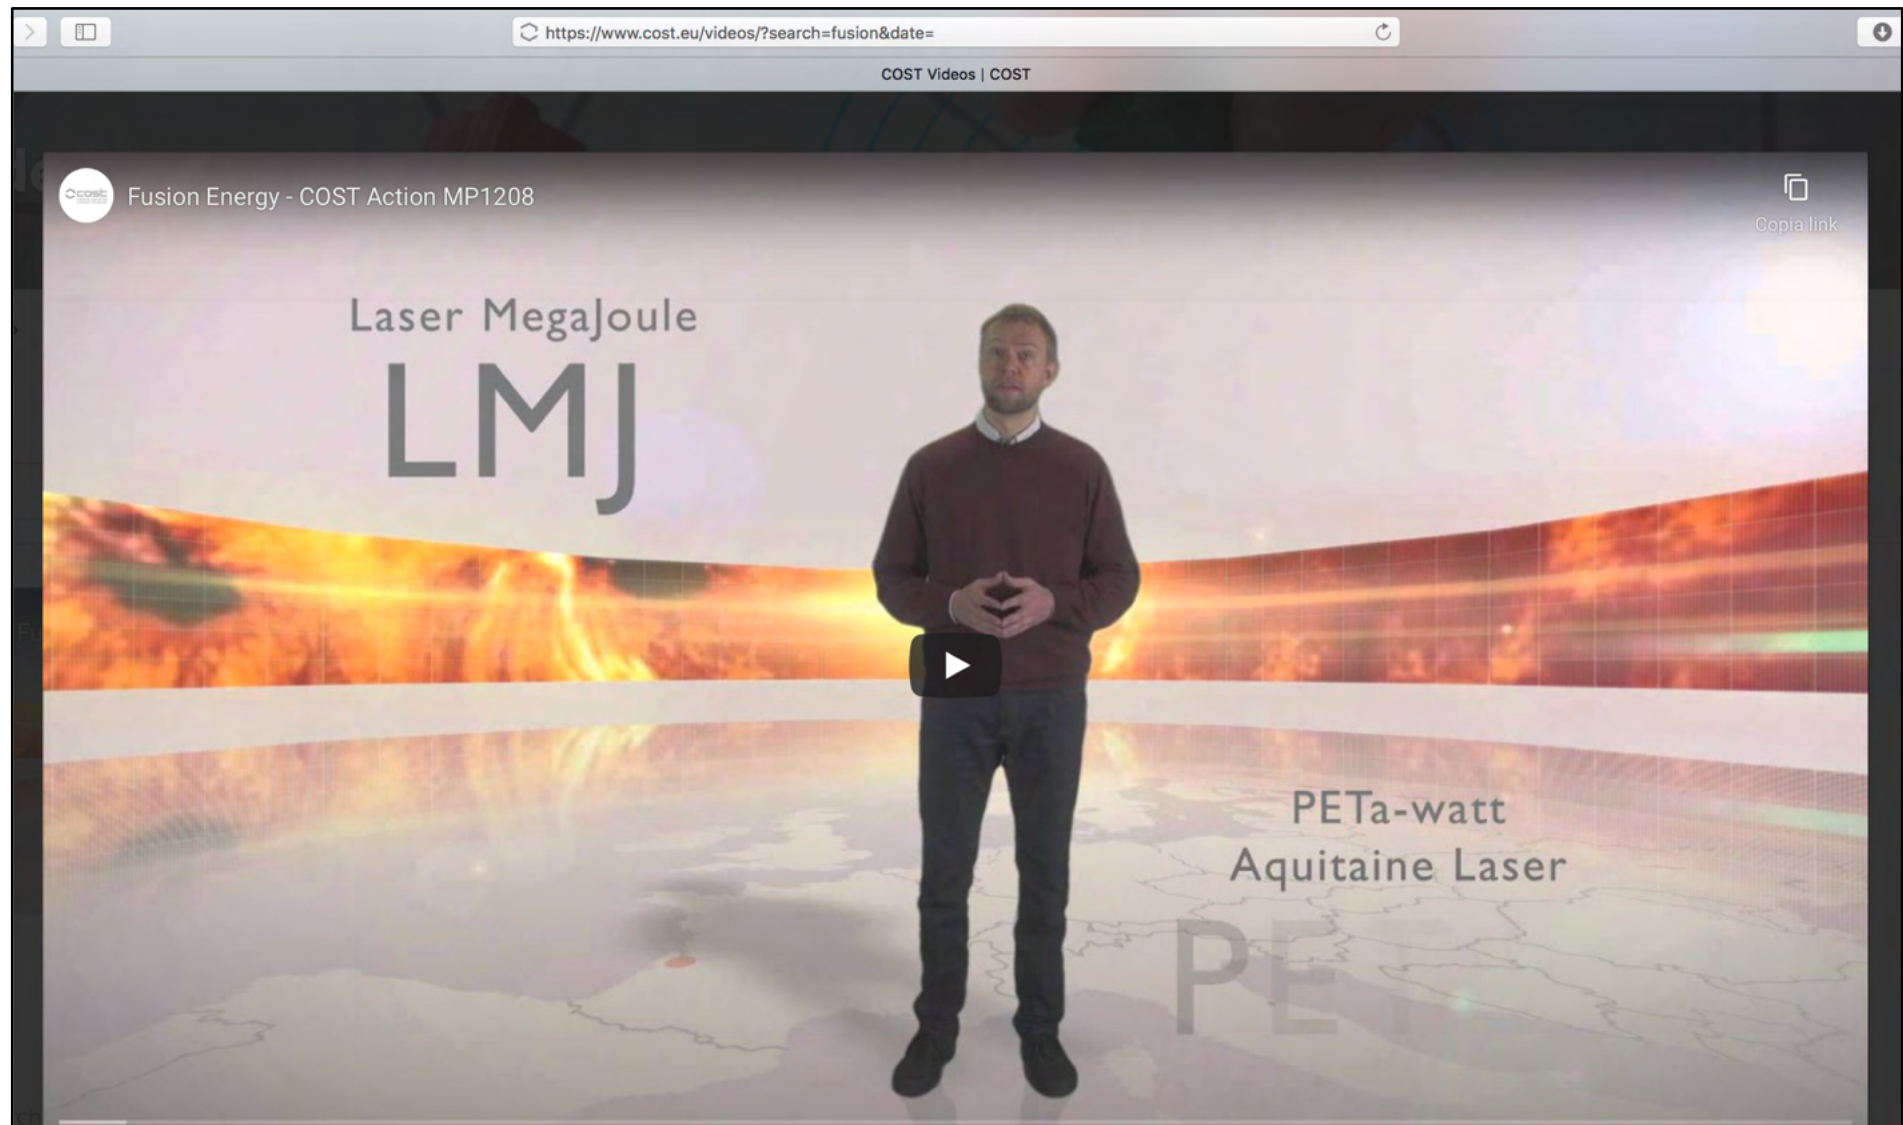 https://www.cost.eu/videos/?search=fusion&date=
COST Videos | COST
cost
Fusion Energy - COST Action MP1208
Copia link
Laser MegaJoule
LMJ
PETa-watt
Aquitaine Laser
PET